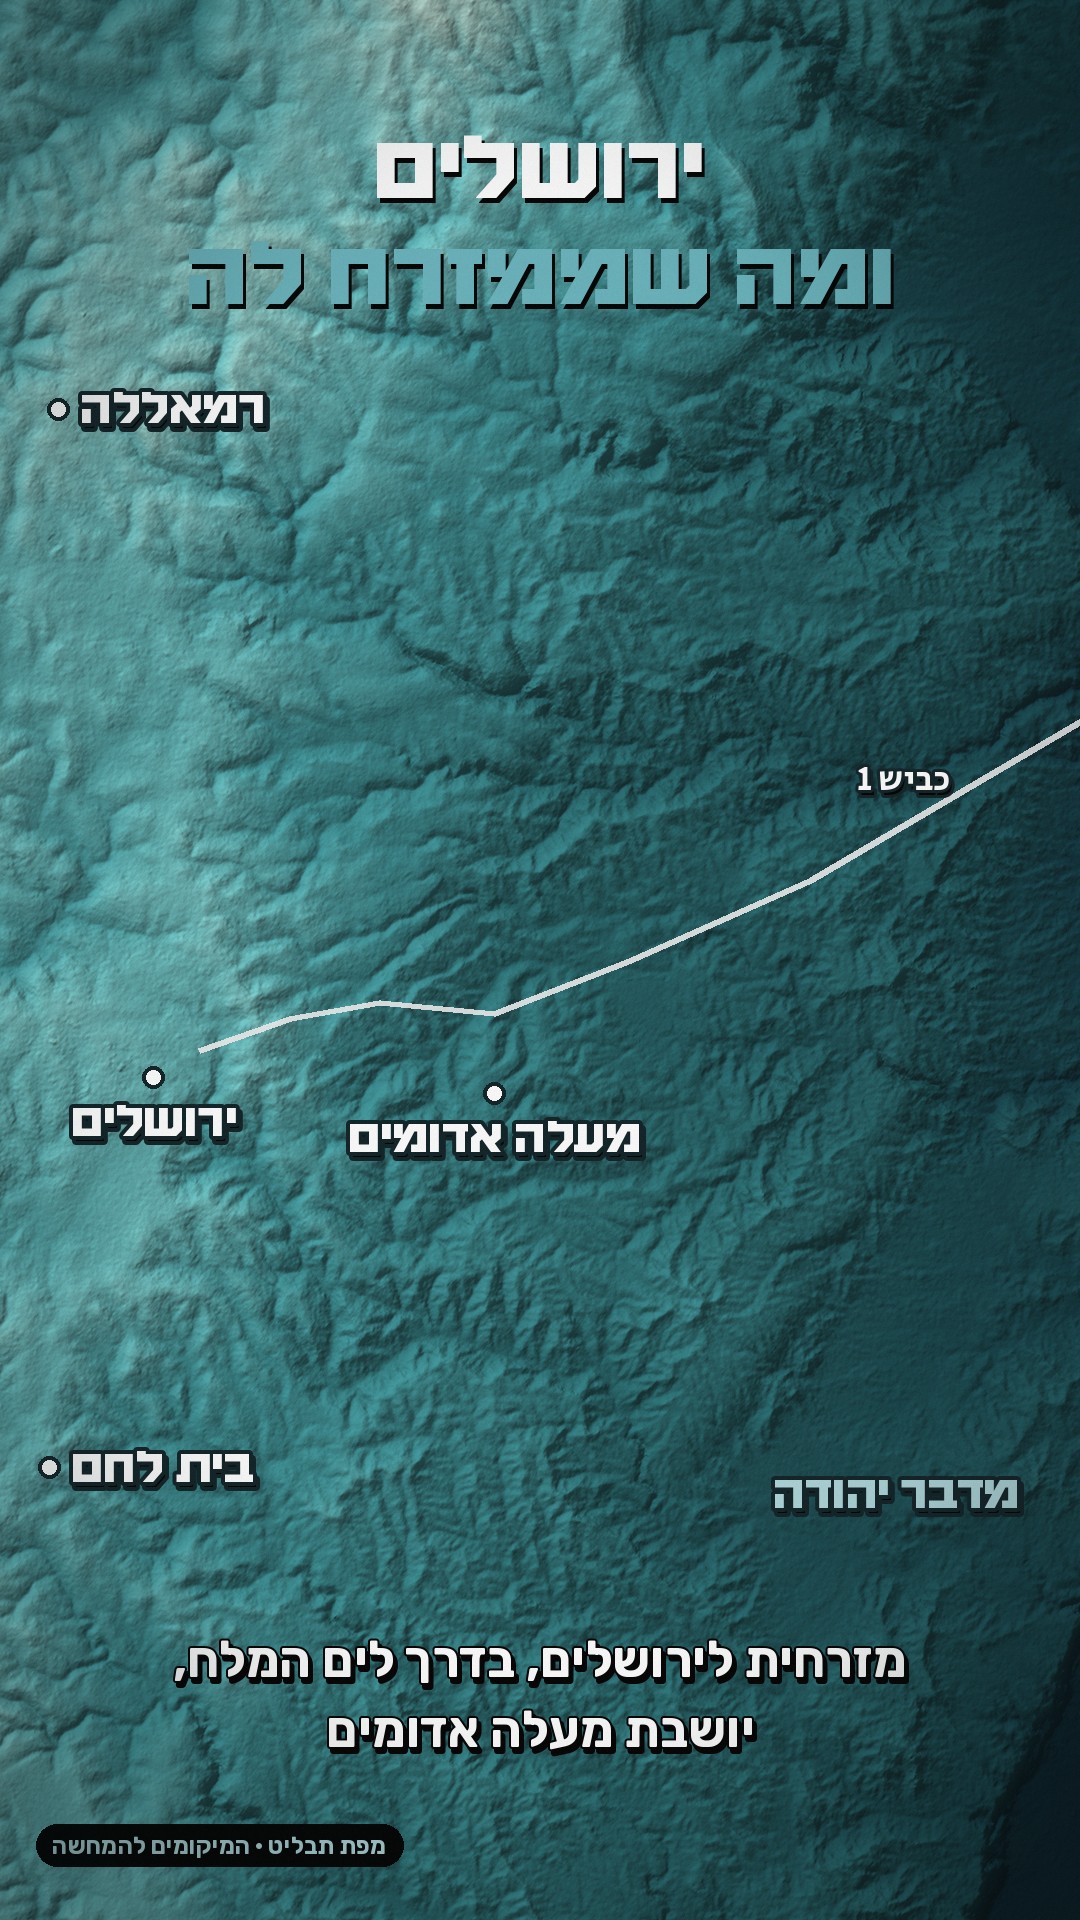 ירושלים
ומה שממזרח לה
רמאללה
כביש 1
ירושלים
מעלה אדומים
בית לחם
מדבר יהודה
מזרחית לירושלים, בדרך לים המלח,
יושבת מעלה אדומים
מפת תבליט • המיקומים להמחשה